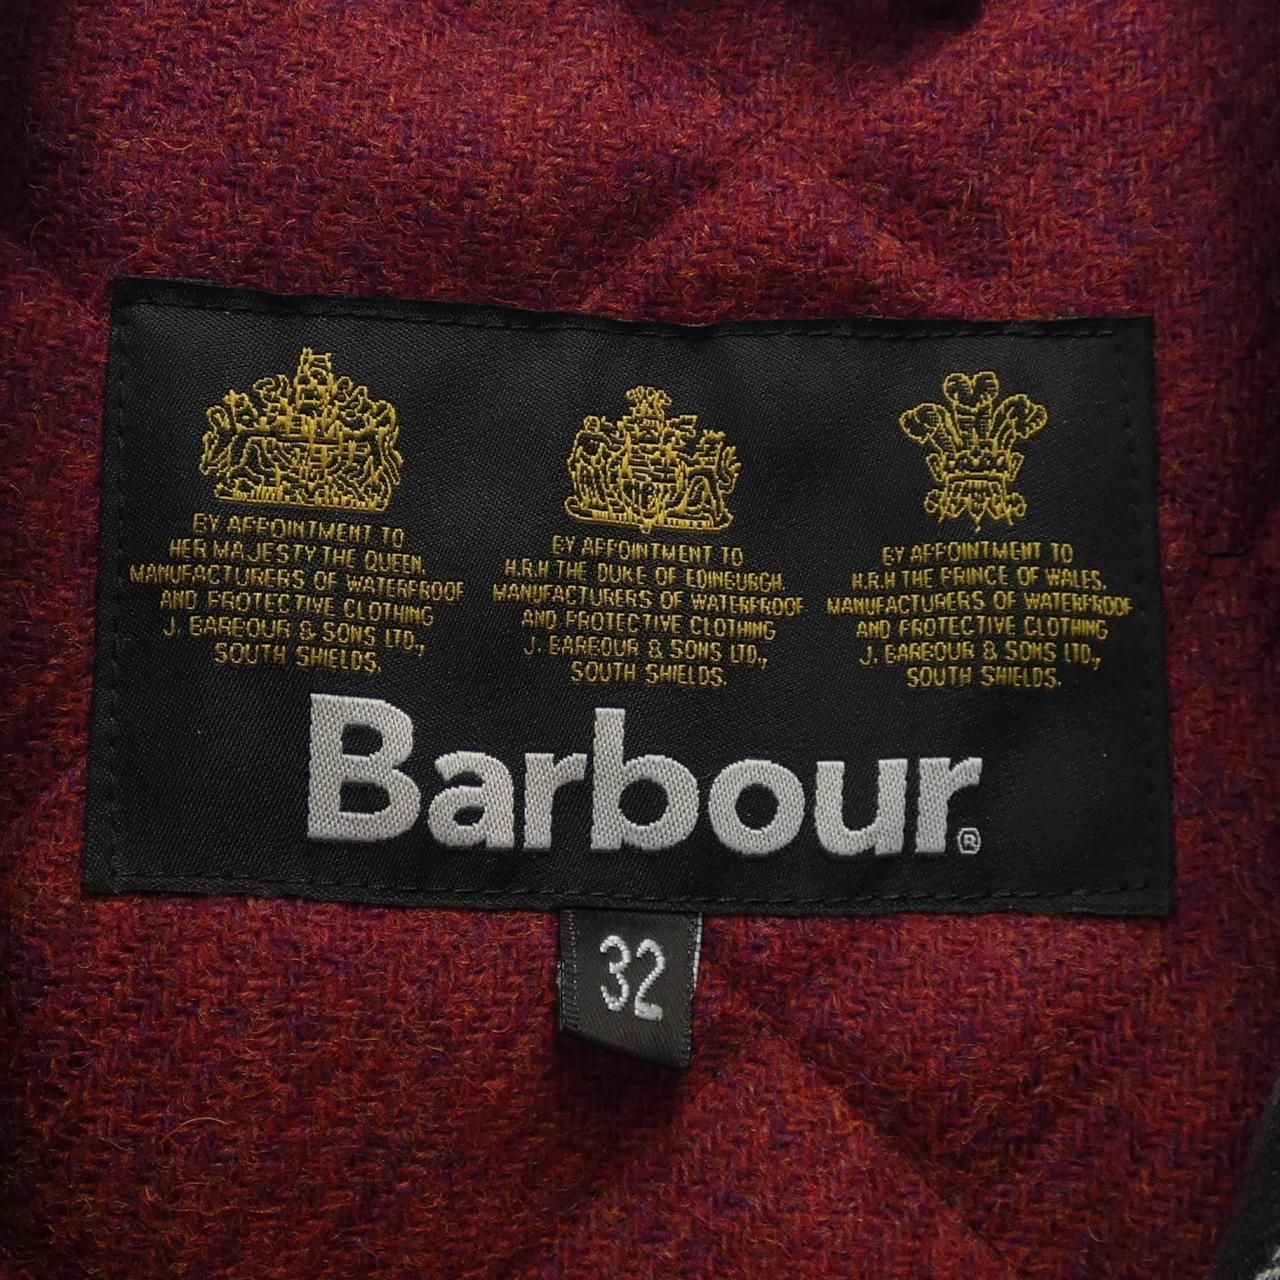 BY APPOINTMENT TO
HER MAJESTY THE QUEEN.
MANUFACTURERS OF WATERPROOF
AND PROTECTIVE CLOTHING
J. BARBOUR & SONS LTD.,
SOUTH SHIELDS.
BY APPOINTMENT TO
H.R.H THE DUKE OF EDINBURGH.
MANUFACTURERS OF WATERPROOF
AND PROTECTIVE CLOTHING
J. BARBOUR & SONS LTD.,
SOUTH SHIELDS.
BY APPOINTMENT TO
H.R.H THE PRINCE OF WALES.
MANUFACTURERS OF WATERPROOF
AND PROTECTIVE CLOTHING
J. BARBOUR & SONS LTD.,
SOUTH SHIELDS.
Barbour®
32